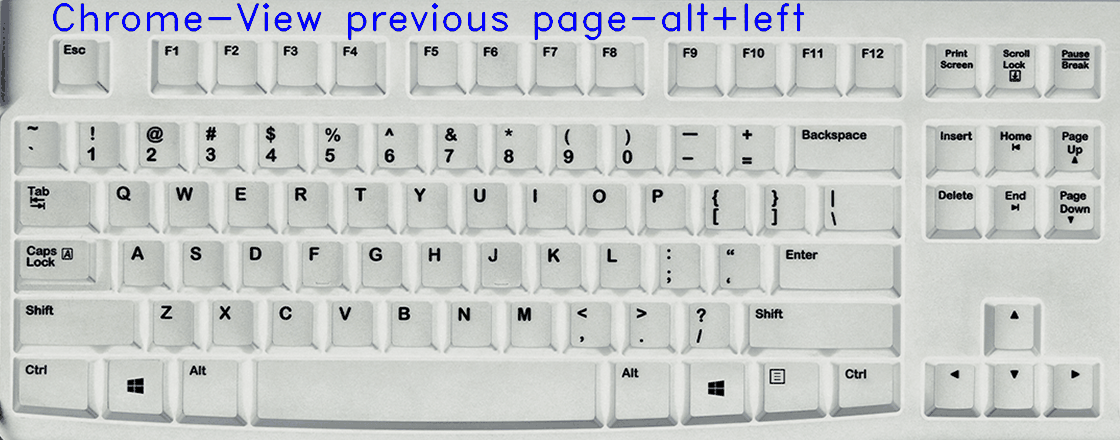 Chrome-View previous page-alt+left
Esc F1 F2 F3 F4 F5 F6 F7 F8 F9 F10 F11 F12 Print Screen Scroll Lock Pause Break
~ ! @ # $ % ^ & * ( ) — + Backspace Insert Home Page Up
` 1 2 3 4 5 6 7 8 9 0 - =
Tab Q W E R T Y U I O P { } | Delete End Page Down
[ ] \
Caps Lock A S D F G H J K L : “ Enter
; ‘
Shift Z X C V B N M < > ? Shift
, . /
Ctrl Alt Alt Ctrl